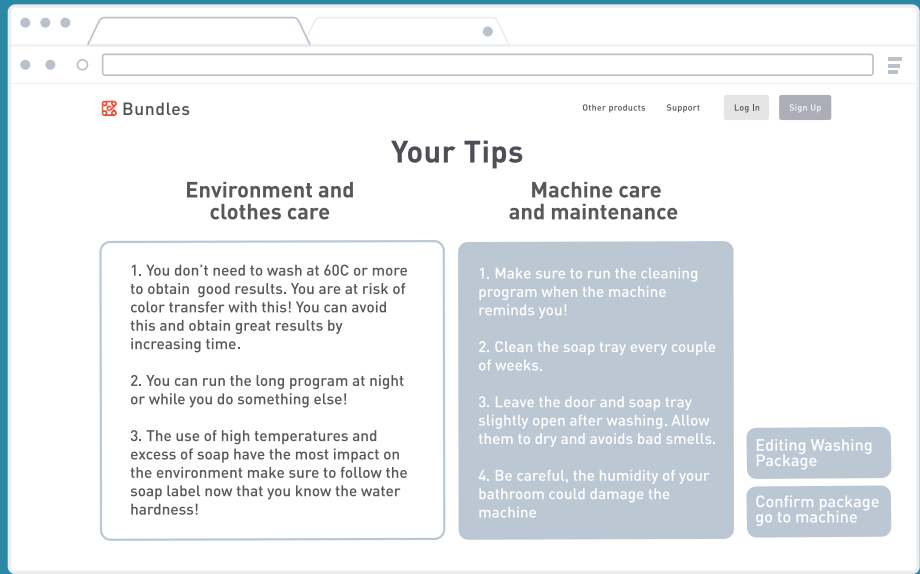 Bundles
Other products
Support
Log In
Sign Up
Your Tips
Environment and
clothes care
1. You don't need to wash at 60C or more
to obtain  good results. You are at risk of
color transfer with this! You can avoid
this and obtain great results by
increasing time.
2. You can run the long program at night
or while you do something else!
3. The use of high temperatures and
excess of soap have the most impact on
the environment make sure to follow the
soap label now that you know the water
hardness!
Machine care
and maintenance
1. Make sure to run the cleaning
program when the machine
reminds you!
2. Clean the soap tray every couple
of weeks.
3. Leave the door and soap tray
slightly open after washing. Allow
them to dry and avoids bad smells.
4. Be careful, the humidity of your
bathroom could damage the
machine
Editing Washing
Package
Confirm package
go to machine